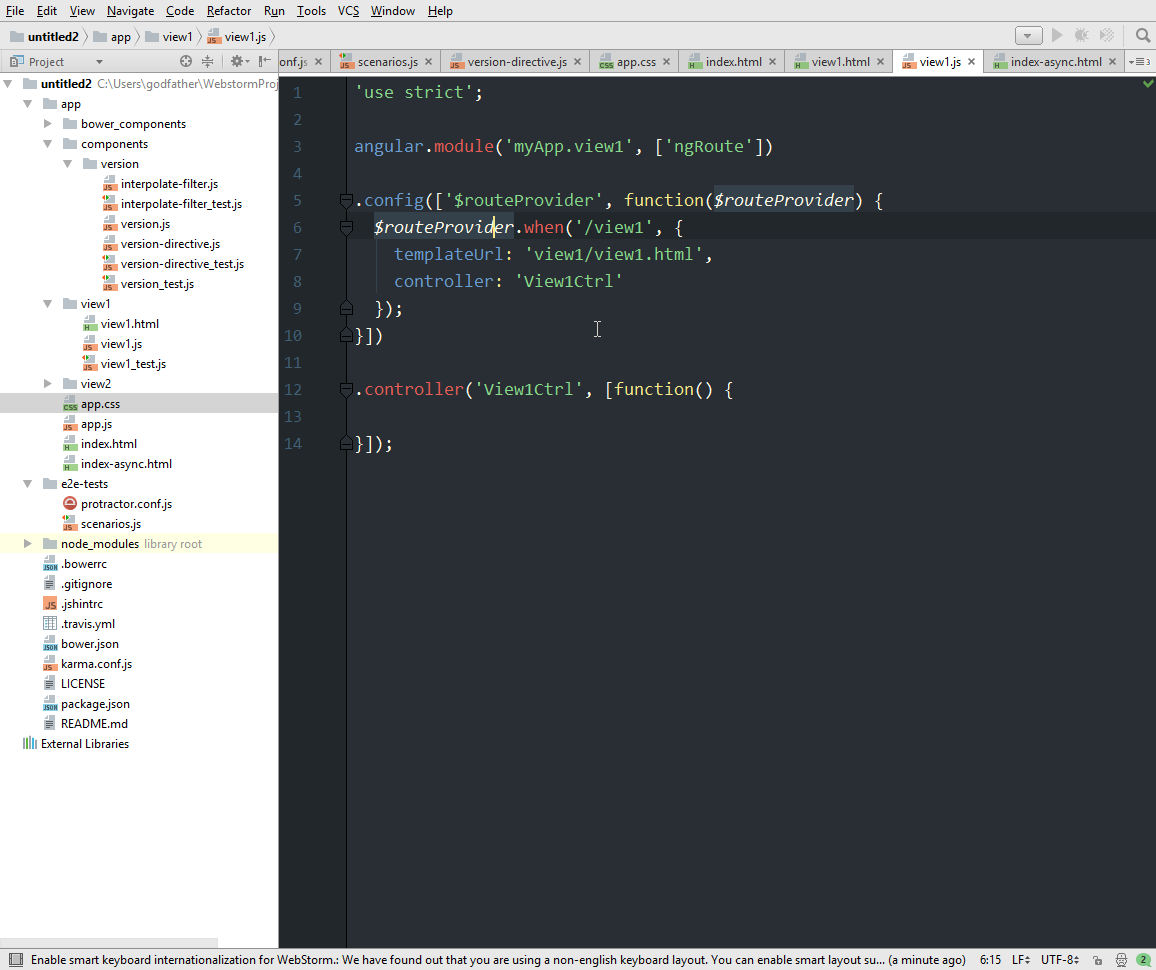 File Edit View Navigate Code Refactor Run Tools VCS Window Help
untitled2 app view1 view1.js
Project
onf.js scenarios.js version-directive.js app.css index.html view1.html view1.js index-async.html 3
untitled2 C:\Users\godfather\WebstormProj
app
bower_components
components
version
interpolate-filter.js
interpolate-filter_test.js
version.js
version-directive.js
version-directive_test.js
version_test.js
view1
view1.html
view1.js
view1_test.js
view2
app.css
app.js
index.html
index-async.html
e2e-tests
protractor.conf.js
scenarios.js
node_modules library root
.bowerrc
.gitignore
.jshintrc
.travis.yml
bower.json
karma.conf.js
LICENSE
package.json
README.md
External Libraries
1 'use strict';
2
3 angular.module('myApp.view1', ['ngRoute'])
4
5 .config(['$routeProvider', function($routeProvider) {
6 $routeProvider.when('/view1', {
7 templateUrl: 'view1/view1.html',
8 controller: 'View1Ctrl'
9 });
10 }])
11
12 .controller('View1Ctrl', [function() {
13
14 }]);
Enable smart keyboard internationalization for WebStorm.: We have found out that you are using a non-english keyboard layout. You can enable smart layout su... (a minute ago) 6:15 LF UTF-8 2